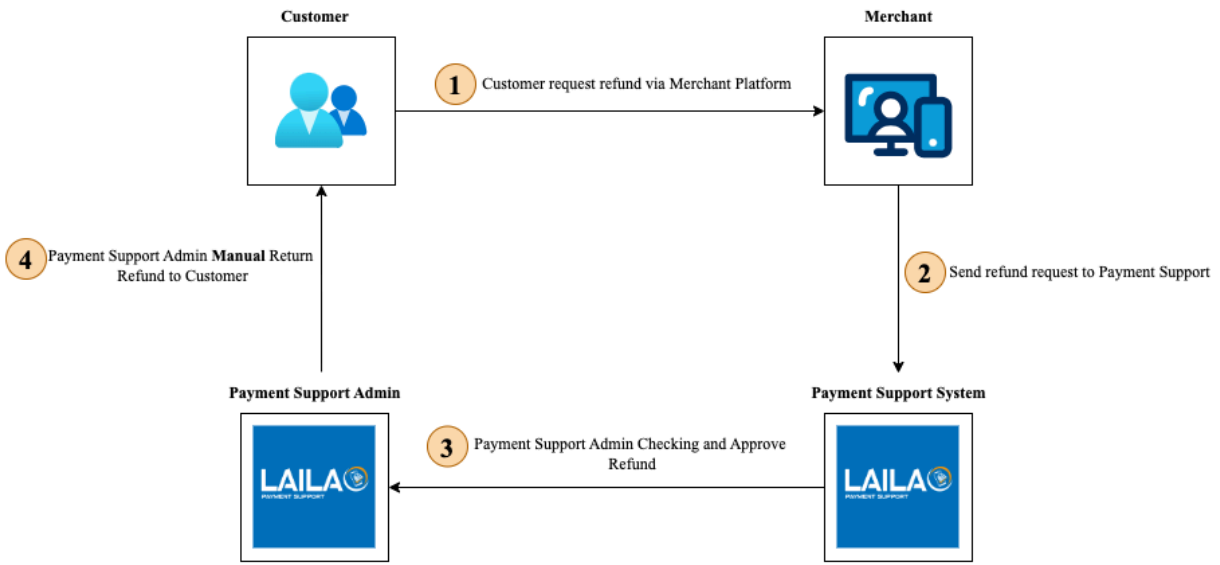 Customer
Merchant
1
Customer request refund via Merchant Platform
4
Payment Support Admin Manual Return
Refund to Customer
2
Send refund request to Payment Support
Payment Support Admin
Payment Support System
3
Payment Support Admin Checking and Approve
Refund
LAILAO
PAYMENT SUPPORT
LAILAO
PAYMENT SUPPORT